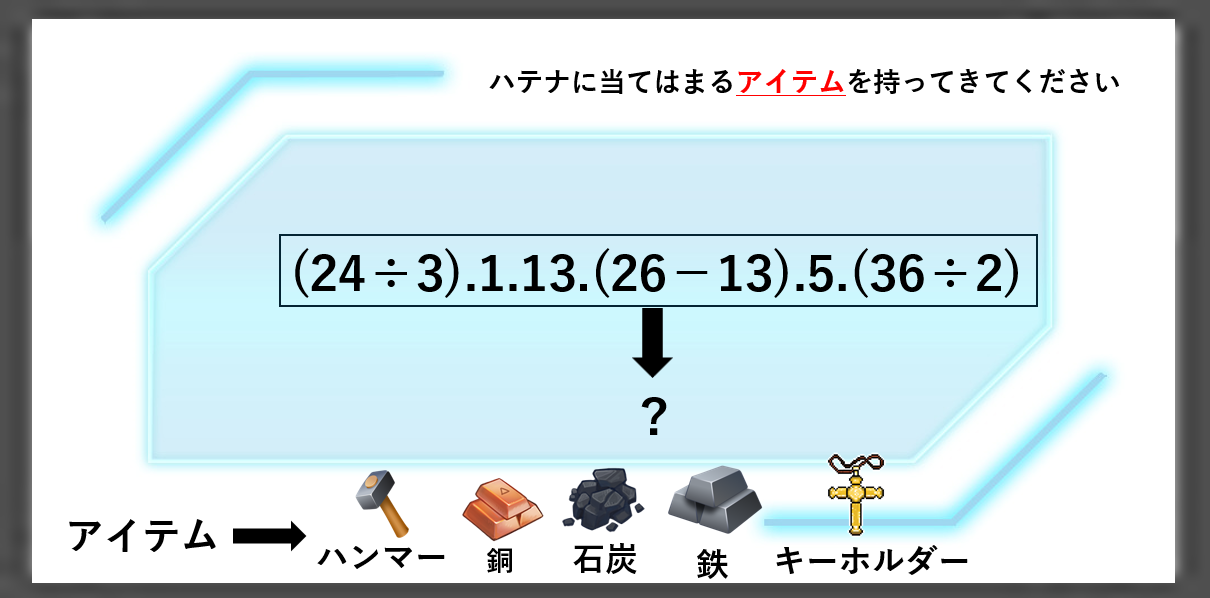 ハテナに当てはまるアイテムを持ってきてください
(24÷3).1.13.(26−13).5.(36÷2)
?
アイテム
ハンマー
銅
石炭
鉄
キーホルダー